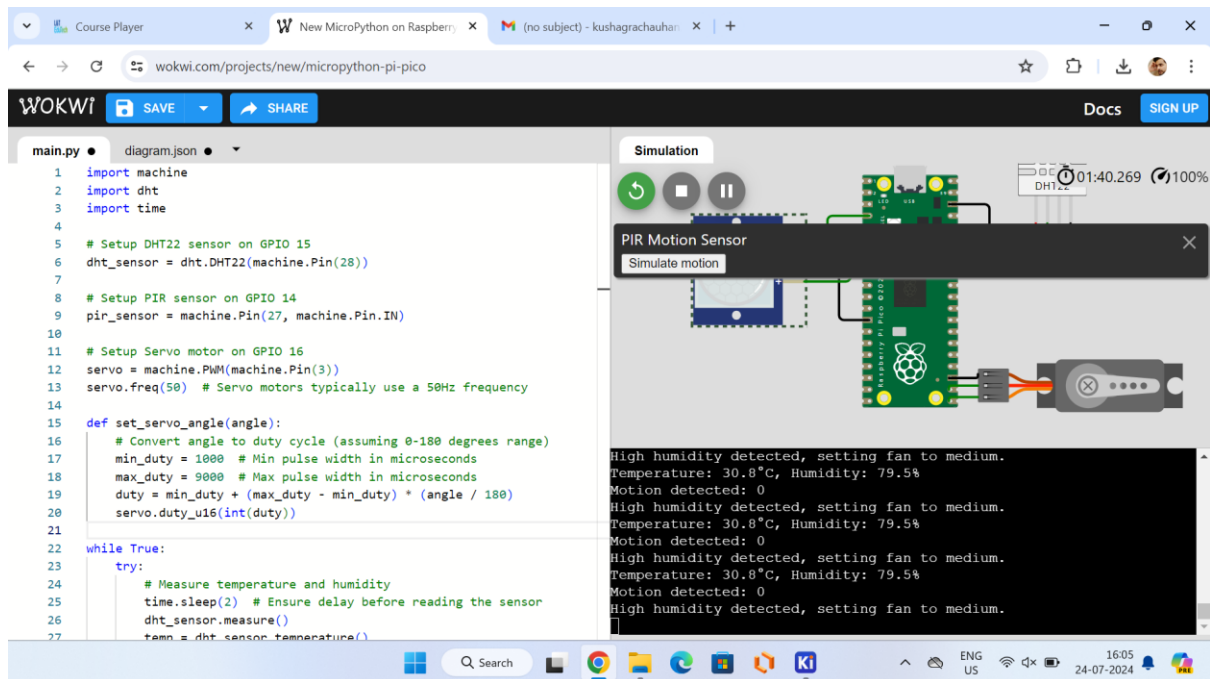 Course Player
New MicroPython on Raspberry
(no subject) - kushagrachauhan
wokwi.com/projects/new/micropython-pi-pico
WOKWi SAVE SHARE Docs SIGN UP
main.py diagram.json
1 import machine
2 import dht
3 import time
4
5 # Setup DHT22 sensor on GPIO 15
6 dht_sensor = dht.DHT22(machine.Pin(28))
7
8 # Setup PIR sensor on GPIO 14
9 pir_sensor = machine.Pin(27, machine.Pin.IN)
10
11 # Setup Servo motor on GPIO 16
12 servo = machine.PWM(machine.Pin(3))
13 servo.freq(50) # Servo motors typically use a 50Hz frequency
14
15 def set_servo_angle(angle):
16 # Convert angle to duty cycle (assuming 0-180 degrees range)
17 min_duty = 1000 # Min pulse width in microseconds
18 max_duty = 9000 # Max pulse width in microseconds
19 duty = min_duty + (max_duty - min_duty) * (angle / 180)
20 servo.duty_u16(int(duty))
21
22 while True:
23 try:
24 # Measure temperature and humidity
25 time.sleep(2) # Ensure delay before reading the sensor
26 dht_sensor.measure()
27 temp = dht_sensor.temperature()
Simulation
01:40.269 100%
DHT22
LED USB
PIR Motion Sensor
Simulate motion
Raspberry Pi Pico
High humidity detected, setting fan to medium.
Temperature: 30.8°C, Humidity: 79.5%
Motion detected: 0
High humidity detected, setting fan to medium.
Temperature: 30.8°C, Humidity: 79.5%
Motion detected: 0
High humidity detected, setting fan to medium.
Temperature: 30.8°C, Humidity: 79.5%
Motion detected: 0
High humidity detected, setting fan to medium.
Search
Ki
ENG
US
16:05
24-07-2024
PRE